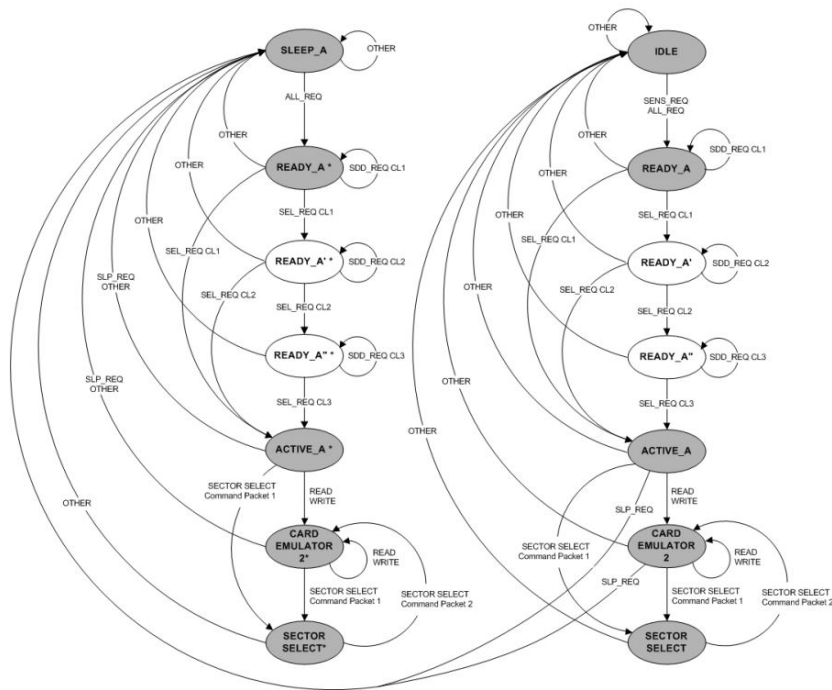 OTHER
SLEEP_A
OTHER
IDLE
ALL_REQ
SENS_REQ
ALL_REQ
OTHER
OTHER
OTHER
OTHER
READY_A *
SDD_REQ CL1
READY_A
SDD_REQ CL1
OTHER
OTHER
OTHER
SEL_REQ CL1
SEL_REQ CL1
SEL_REQ CL1
SEL_REQ CL1
READY_A' *
SDD_REQ CL2
READY_A'
SDD_REQ CL2
SLP_REQ
OTHER
SEL_REQ CL2
SEL_REQ CL2
SEL_REQ CL2
SEL_REQ CL2
READY_A" *
SDD_REQ CL3
READY_A"
SDD_REQ CL3
SLP_REQ
OTHER
SEL_REQ CL3
SEL_REQ CL3
OTHER
ACTIVE_A *
ACTIVE_A
OTHER
SECTOR SELECT
Command Packet 1
READ
WRITE
SLP_REQ
READ
WRITE
CARD
EMULATOR
2*
READ
WRITE
SECTOR SELECT
Command Packet 1
CARD
EMULATOR
2
READ
WRITE
SLP_REQ
SECTOR SELECT
Command Packet 1
SECTOR SELECT
Command Packet 2
SECTOR SELECT
Command Packet 1
SECTOR SELECT
Command Packet 2
SECTOR
SELECT*
SECTOR
SELECT